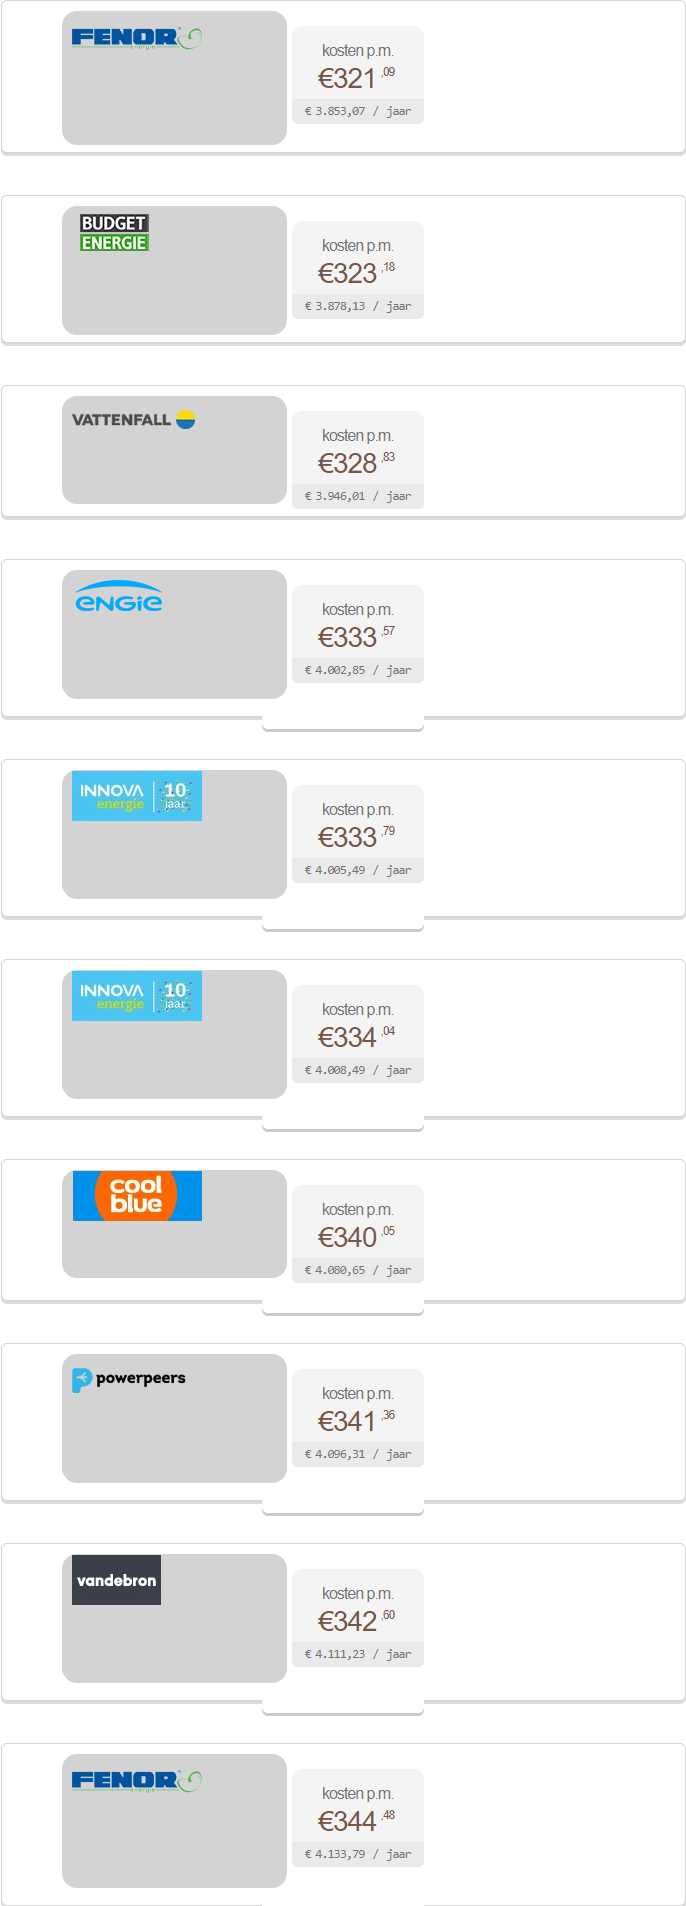 FENOR
energie
kosten p.m.
€321 ,09
€ 3.853,07 / jaar
BUDGET
ENERGIE
kosten p.m.
€323 ,18
€ 3.878,13 / jaar
VATTENFALL
kosten p.m.
€328 ,83
€ 3.946,01 / jaar
ENGIE
kosten p.m.
€333 ,57
€ 4.002,85 / jaar
INNOVA 10
energie jaar
kosten p.m.
€333 ,79
€ 4.005,49 / jaar
INNOVA 10
energie jaar
kosten p.m.
€334 ,04
€ 4.008,49 / jaar
cool
blue
kosten p.m.
€340 ,05
€ 4.080,65 / jaar
powerpeers
kosten p.m.
€341 ,36
€ 4.096,31 / jaar
vandebron
kosten p.m.
€342 ,60
€ 4.111,23 / jaar
FENOR
energie
kosten p.m.
€344 ,48
€ 4.133,79 / jaar